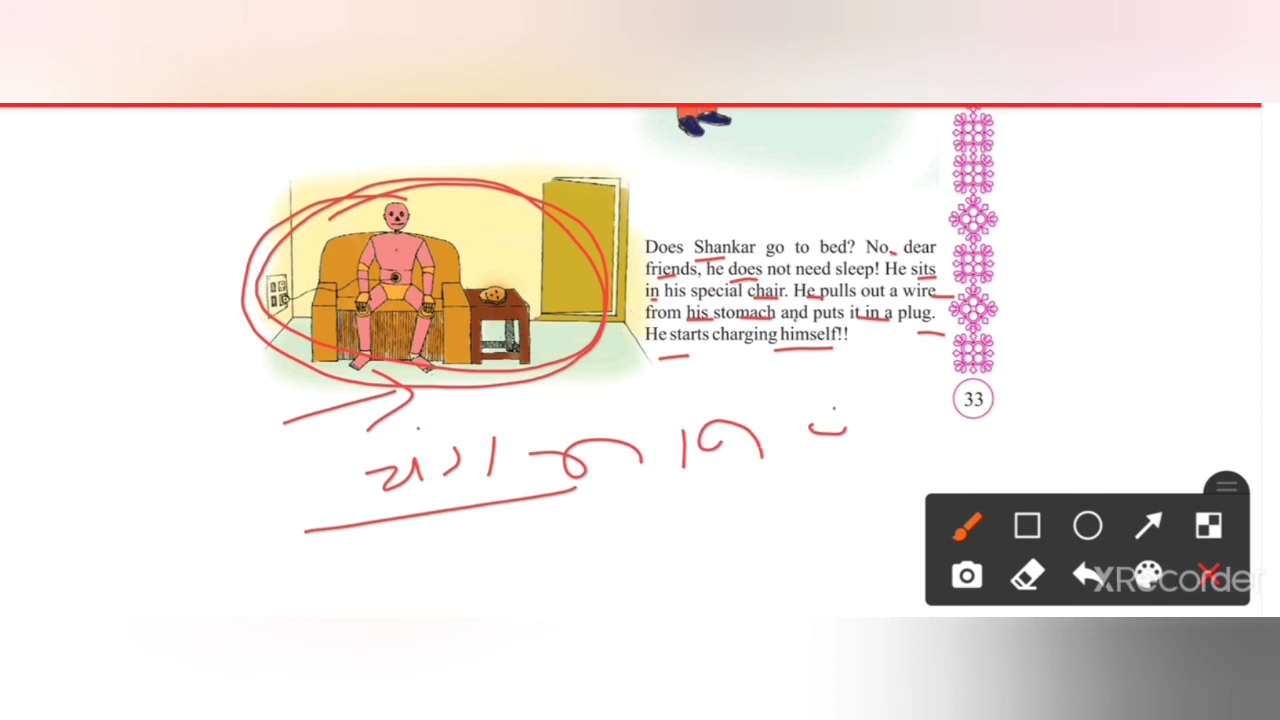 Does Shankar go to bed? No, dear
friends, he does not need sleep! He sits
in his special chair. He pulls out a wire
from his stomach and puts it in a plug.
He starts charging himself!!
33
XRecorder